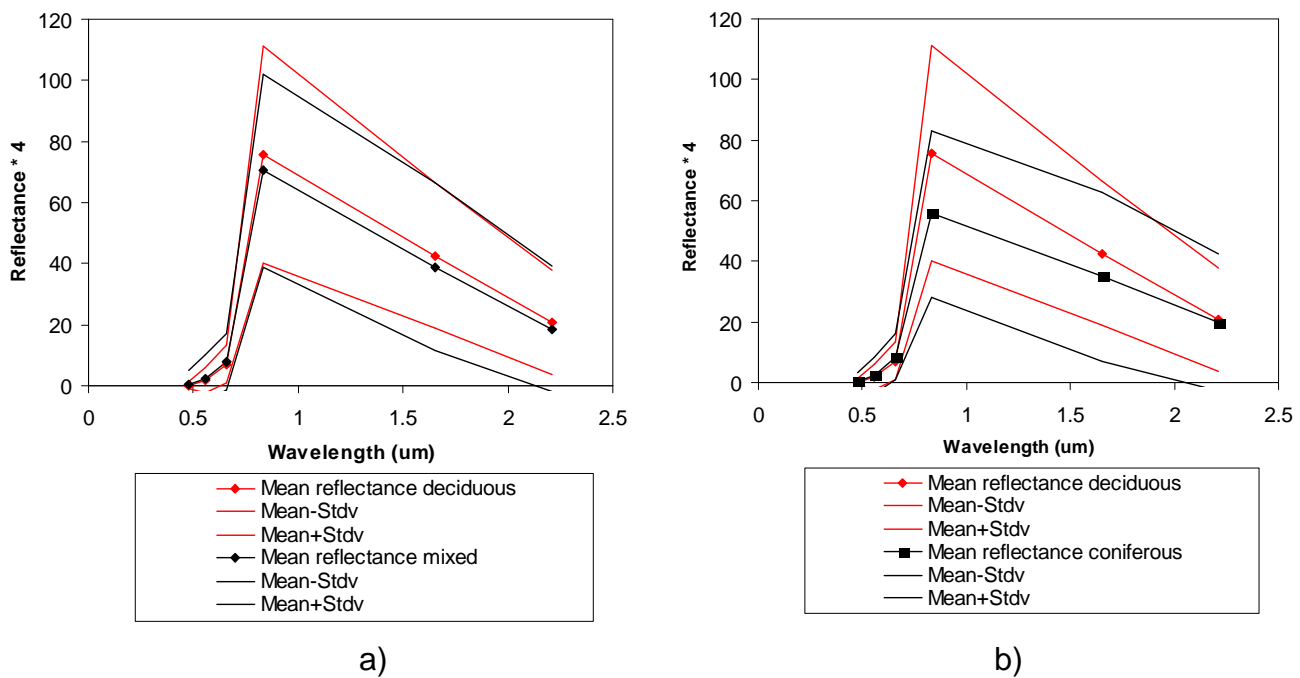 120
100
80
60
40
20
0
Reflectance * 4
0 0.5 1 1.5 2 2.5
Wavelength (um)
Mean reflectance deciduous
Mean-Stdv
Mean+Stdv
Mean reflectance mixed
Mean-Stdv
Mean+Stdv
a)
120
100
80
60
40
20
0
Reflectance * 4
0 0.5 1 1.5 2 2.5
Wavelength (um)
Mean reflectance deciduous
Mean-Stdv
Mean+Stdv
Mean reflectance coniferous
Mean-Stdv
Mean+Stdv
b)